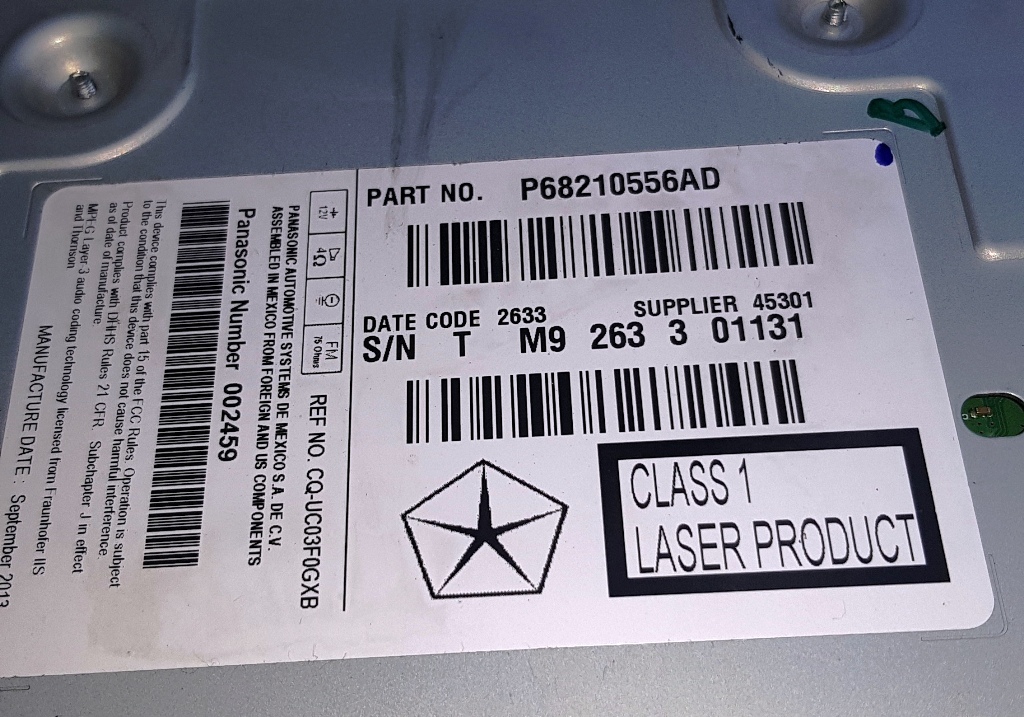 PART NO. P68210556AD
DATE CODE 2633 SUPPLIER 45301
S/N T M9 263 3 01131
CLASS 1
LASER PRODUCT
+ 12V 4Ω FM 75 Ohms
REF NO. CQ-UC03F0GXB
PANASONIC AUTOMOTIVE SYSTEMS DE MEXICO S.A. DE C.V.
ASSEMBLED IN MEXICO FROM FOREIGN AND US COMPONENTS
Panasonic Number 002459
This device complies with part 15 of the FCC Rules. Operation is subject
to the condition that this device does not cause harmful interference.
Product complies with DHHS Rules 21 CFR Subchapter J in effect
as of date of manufacture.
MPEG Layer 3 audio coding technology licensed from Fraunhofer IIS
and Thomson
MANUFACTURE DATE : September 2013